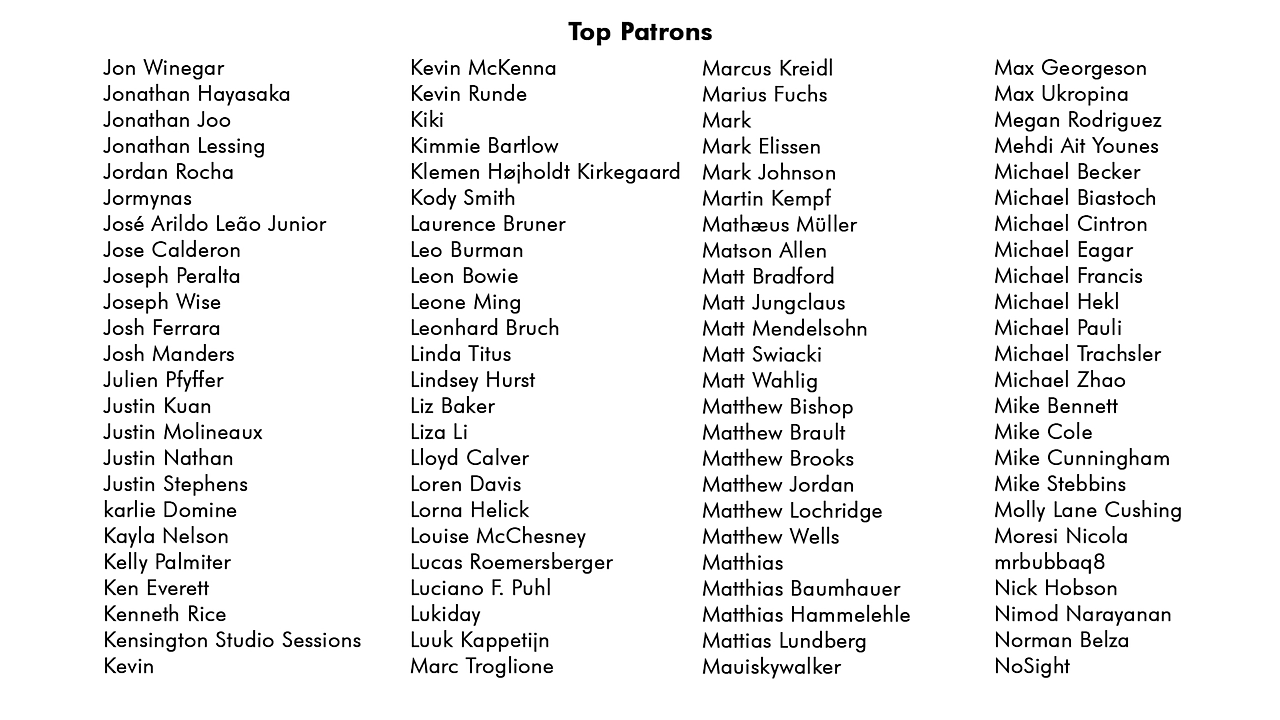 Top Patrons
Jon Winegar
Jonathan Hayasaka
Jonathan Joo
Jonathan Lessing
Jordan Rocha
Jormynas
José Arildo Leão Junior
Jose Calderon
Joseph Peralta
Joseph Wise
Josh Ferrara
Josh Manders
Julien Pfyffer
Justin Kuan
Justin Molineaux
Justin Nathan
Justin Stephens
karlie Domine
Kayla Nelson
Kelly Palmiter
Ken Everett
Kenneth Rice
Kensington Studio Sessions
Kevin
Kevin McKenna
Kevin Runde
Kiki
Kimmie Bartlow
Klemen Højholdt Kirkegaard
Kody Smith
Laurence Bruner
Leo Burman
Leon Bowie
Leone Ming
Leonhard Bruch
Linda Titus
Lindsey Hurst
Liz Baker
Liza Li
Lloyd Calver
Loren Davis
Lorna Helick
Louise McChesney
Lucas Roemersberger
Luciano F. Puhl
Lukiday
Luuk Kappetijn
Marc Troglione
Marcus Kreidl
Marius Fuchs
Mark
Mark Elissen
Mark Johnson
Martin Kempf
Mathæus Müller
Matson Allen
Matt Bradford
Matt Jungclaus
Matt Mendelsohn
Matt Swiacki
Matt Wahlig
Matthew Bishop
Matthew Brault
Matthew Brooks
Matthew Jordan
Matthew Lochridge
Matthew Wells
Matthias
Matthias Baumhauer
Matthias Hammelehle
Mattias Lundberg
Mauiskywalker
Max Georgeson
Max Ukropina
Megan Rodriguez
Mehdi Ait Younes
Michael Becker
Michael Biastoch
Michael Cintron
Michael Eagar
Michael Francis
Michael Hekl
Michael Pauli
Michael Trachsler
Michael Zhao
Mike Bennett
Mike Cole
Mike Cunningham
Mike Stebbins
Molly Lane Cushing
Moresi Nicola
mrbubbaq8
Nick Hobson
Nimod Narayanan
Norman Belza
NoSight